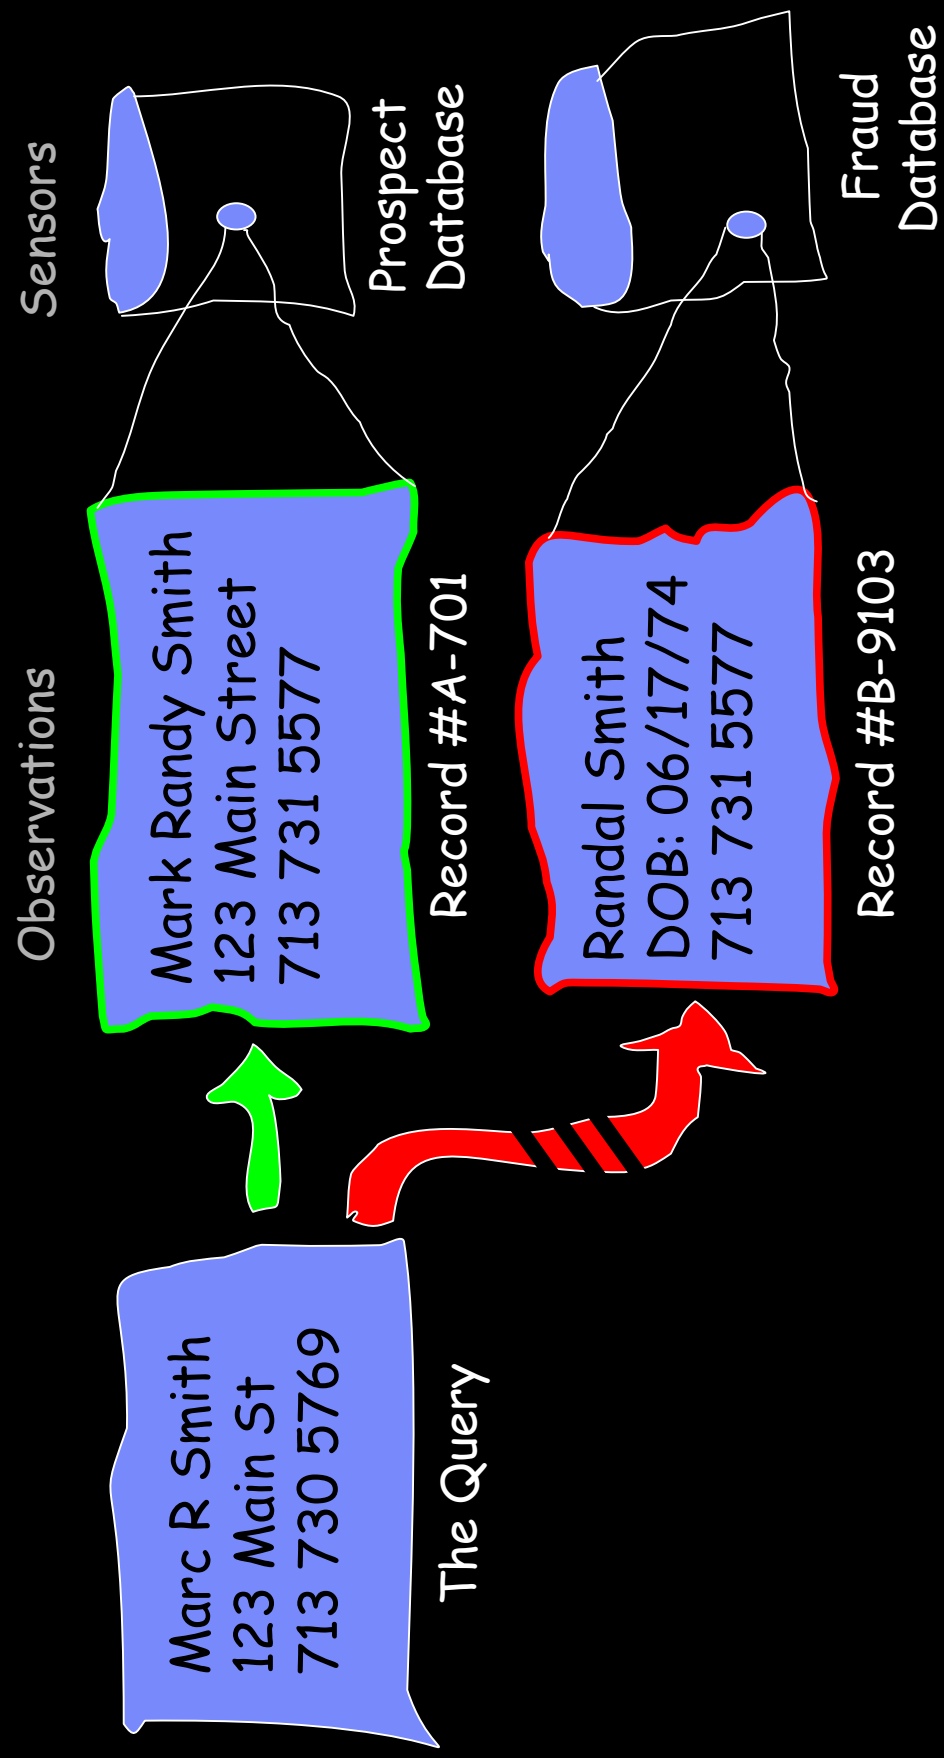 Observations
Sensors
Marc R Smith
123 Main St
713 730 5769
The Query
Mark Randy Smith
123 Main Street
713 731 5577
Record #A-701
Prospect
Database
Randal Smith
DOB: 06/17/74
713 731 5577
Record #B-9103
Fraud
Database